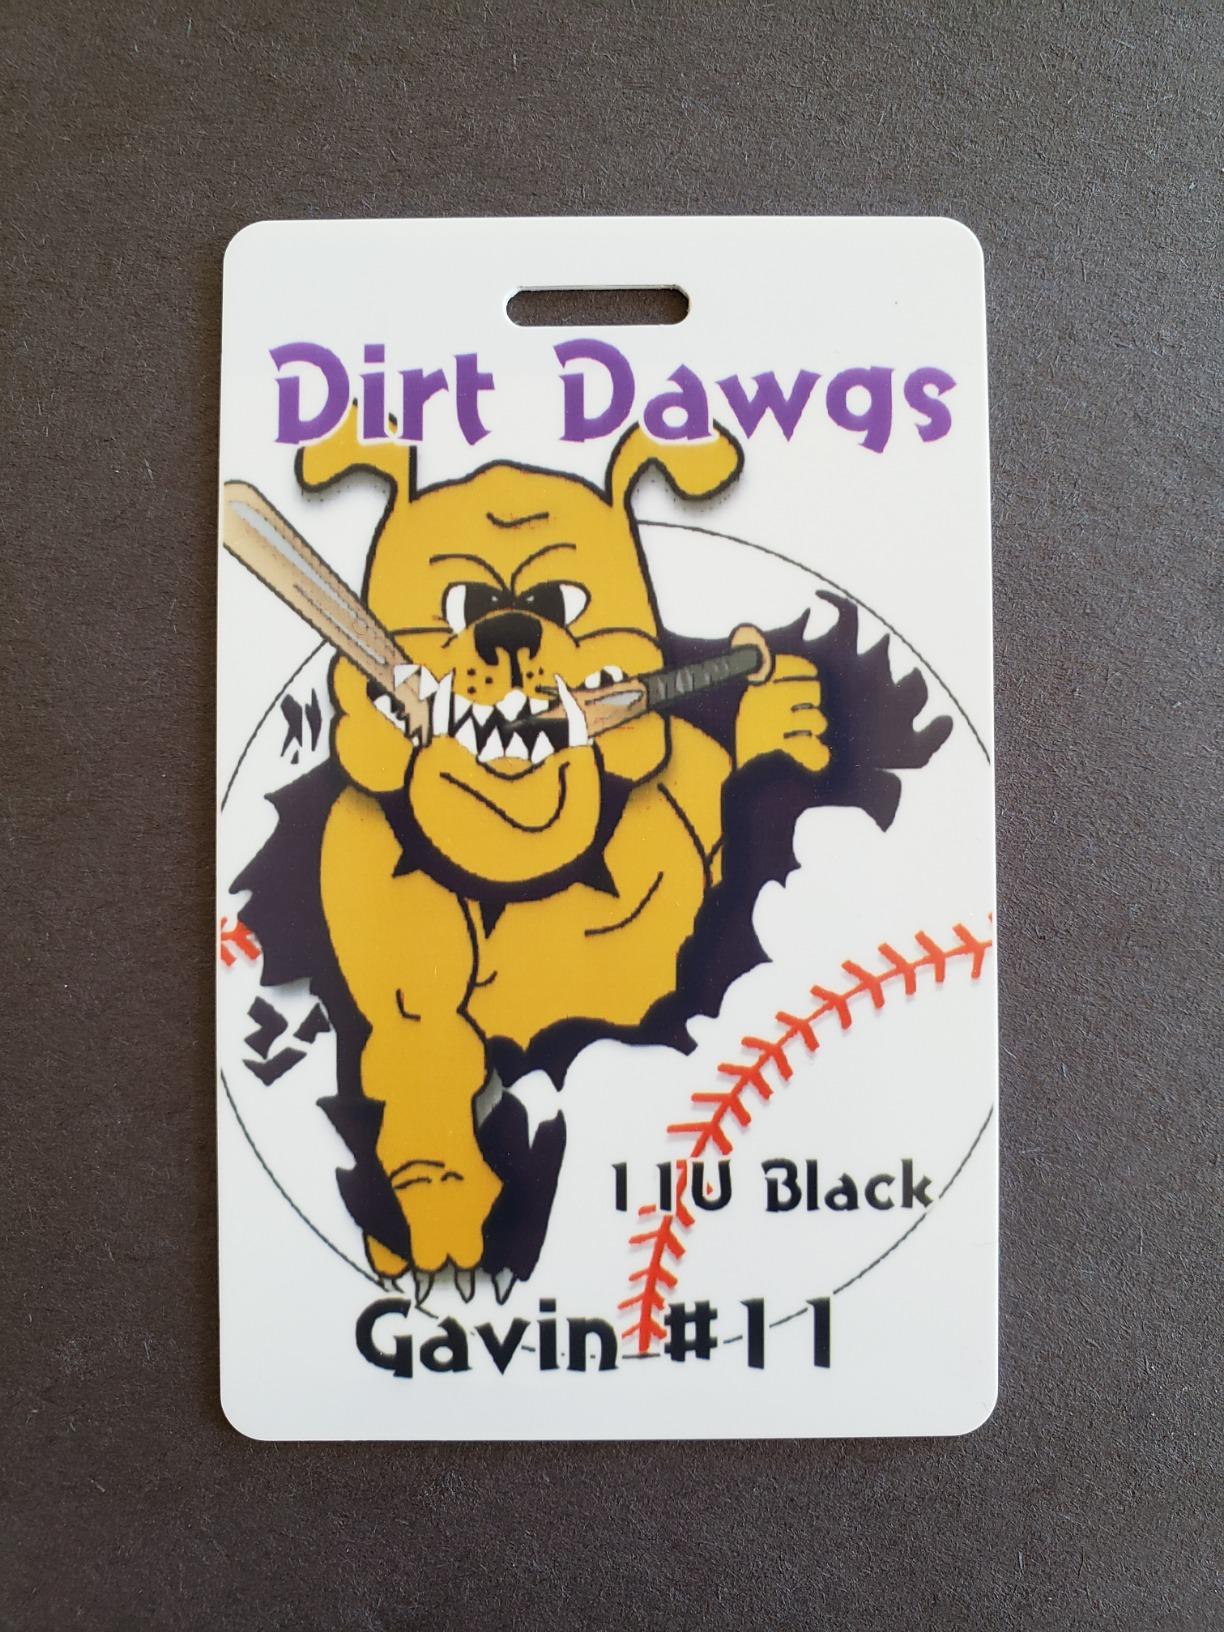 Dirt Dawgs
11U Black
Gavin #11